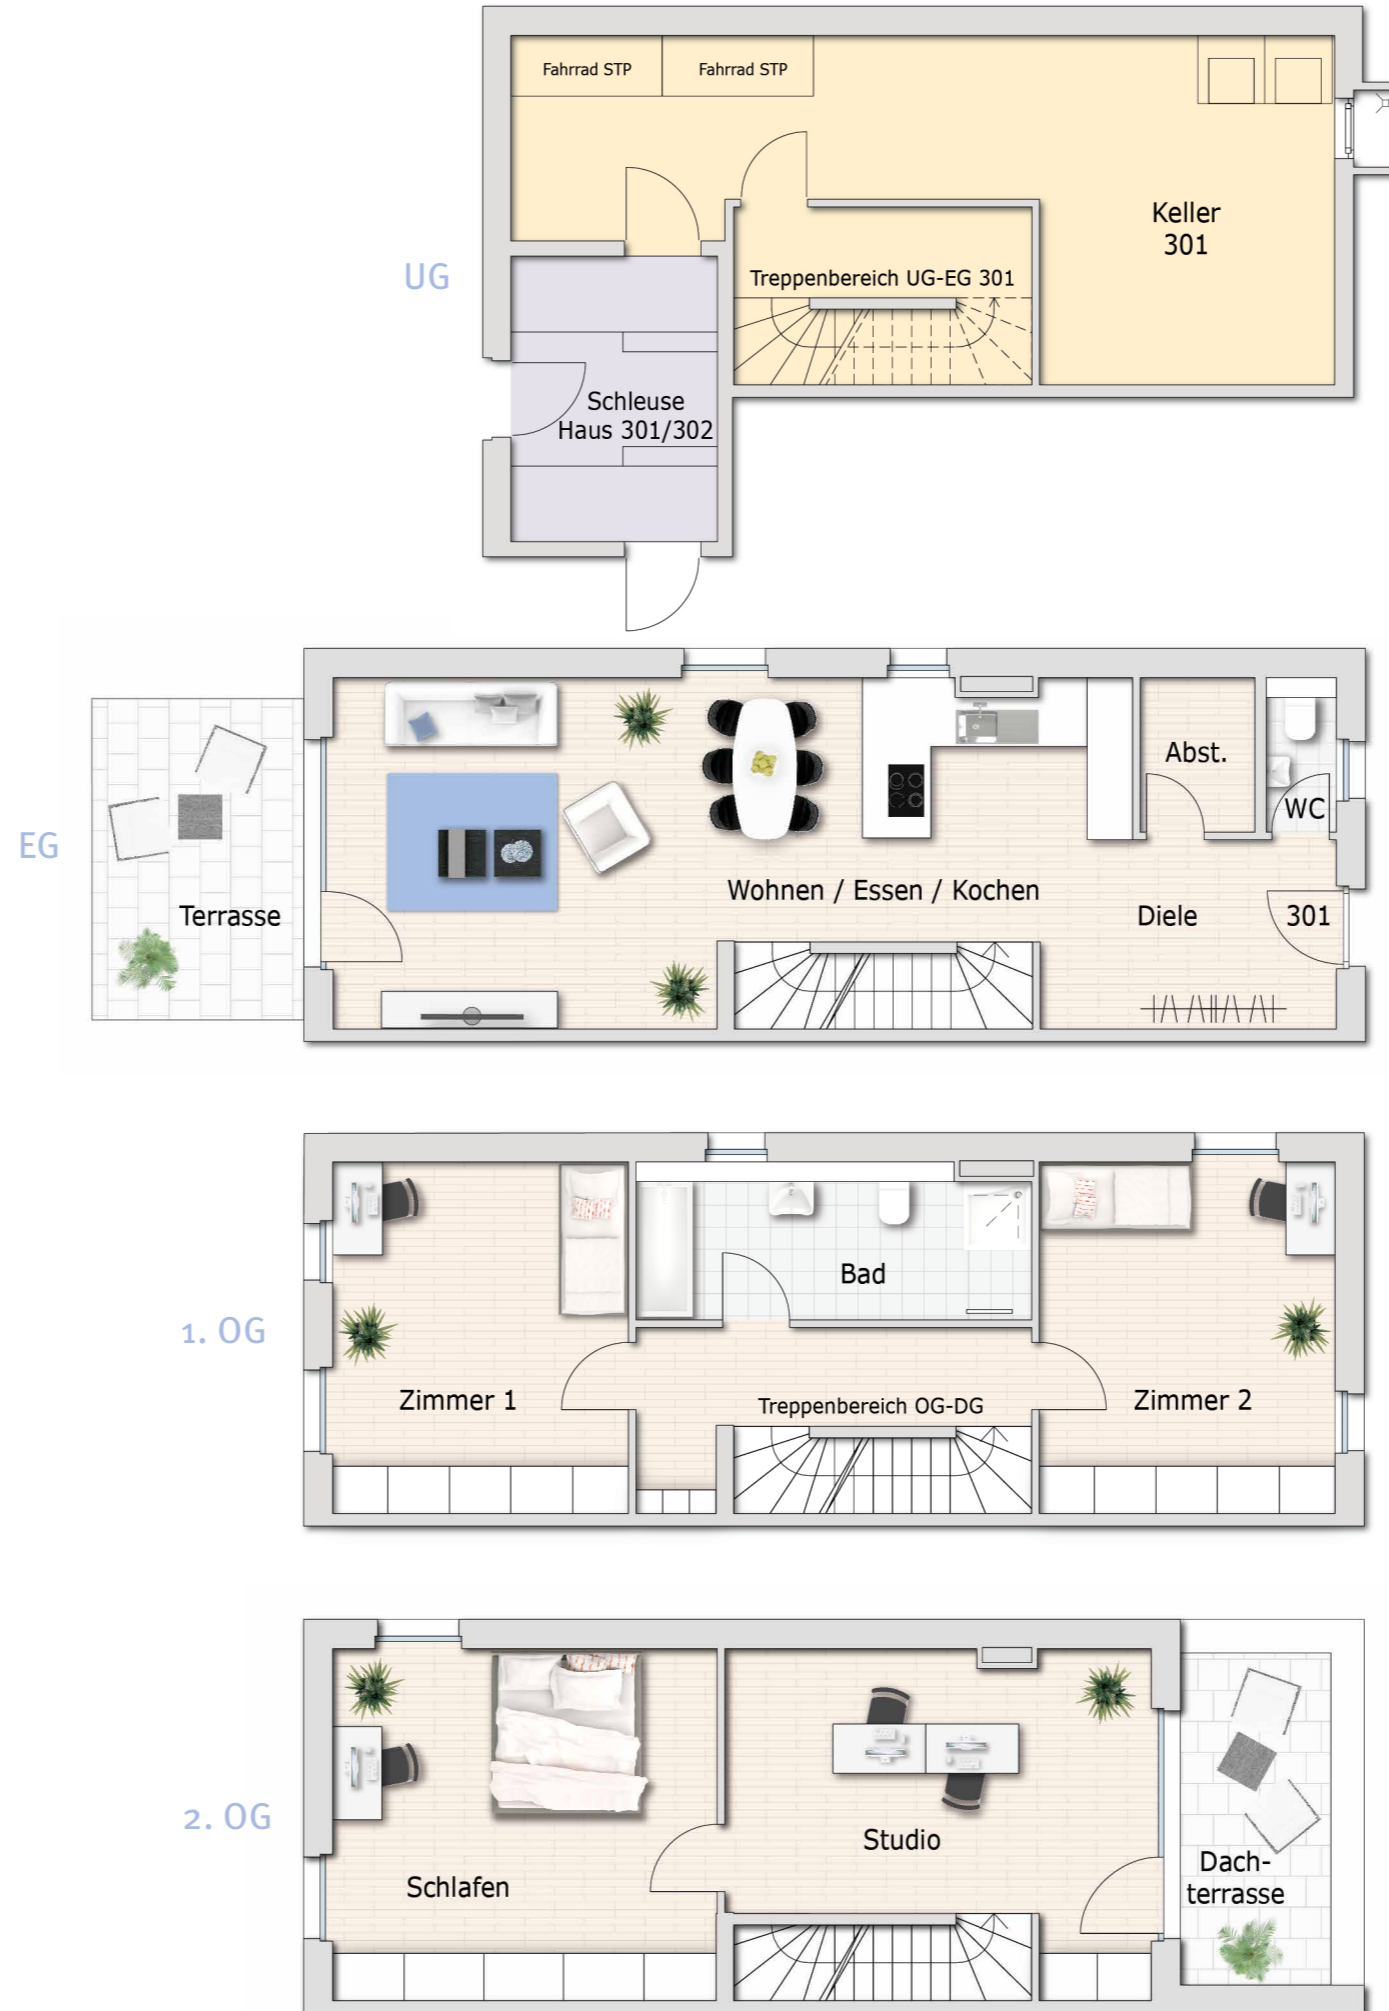 Fahrrad STP
Fahrrad STP
Keller
301
UG
Treppenbereich UG-EG 301
Schleuse
Haus 301/302
Abst.
WC
EG
Wohnen / Essen / Kochen
Terrasse
Diele
301
Bad
1. OG
Zimmer 1
Treppenbereich OG-DG
Zimmer 2
2. OG
Studio
Schlafen
Dach-
terrasse